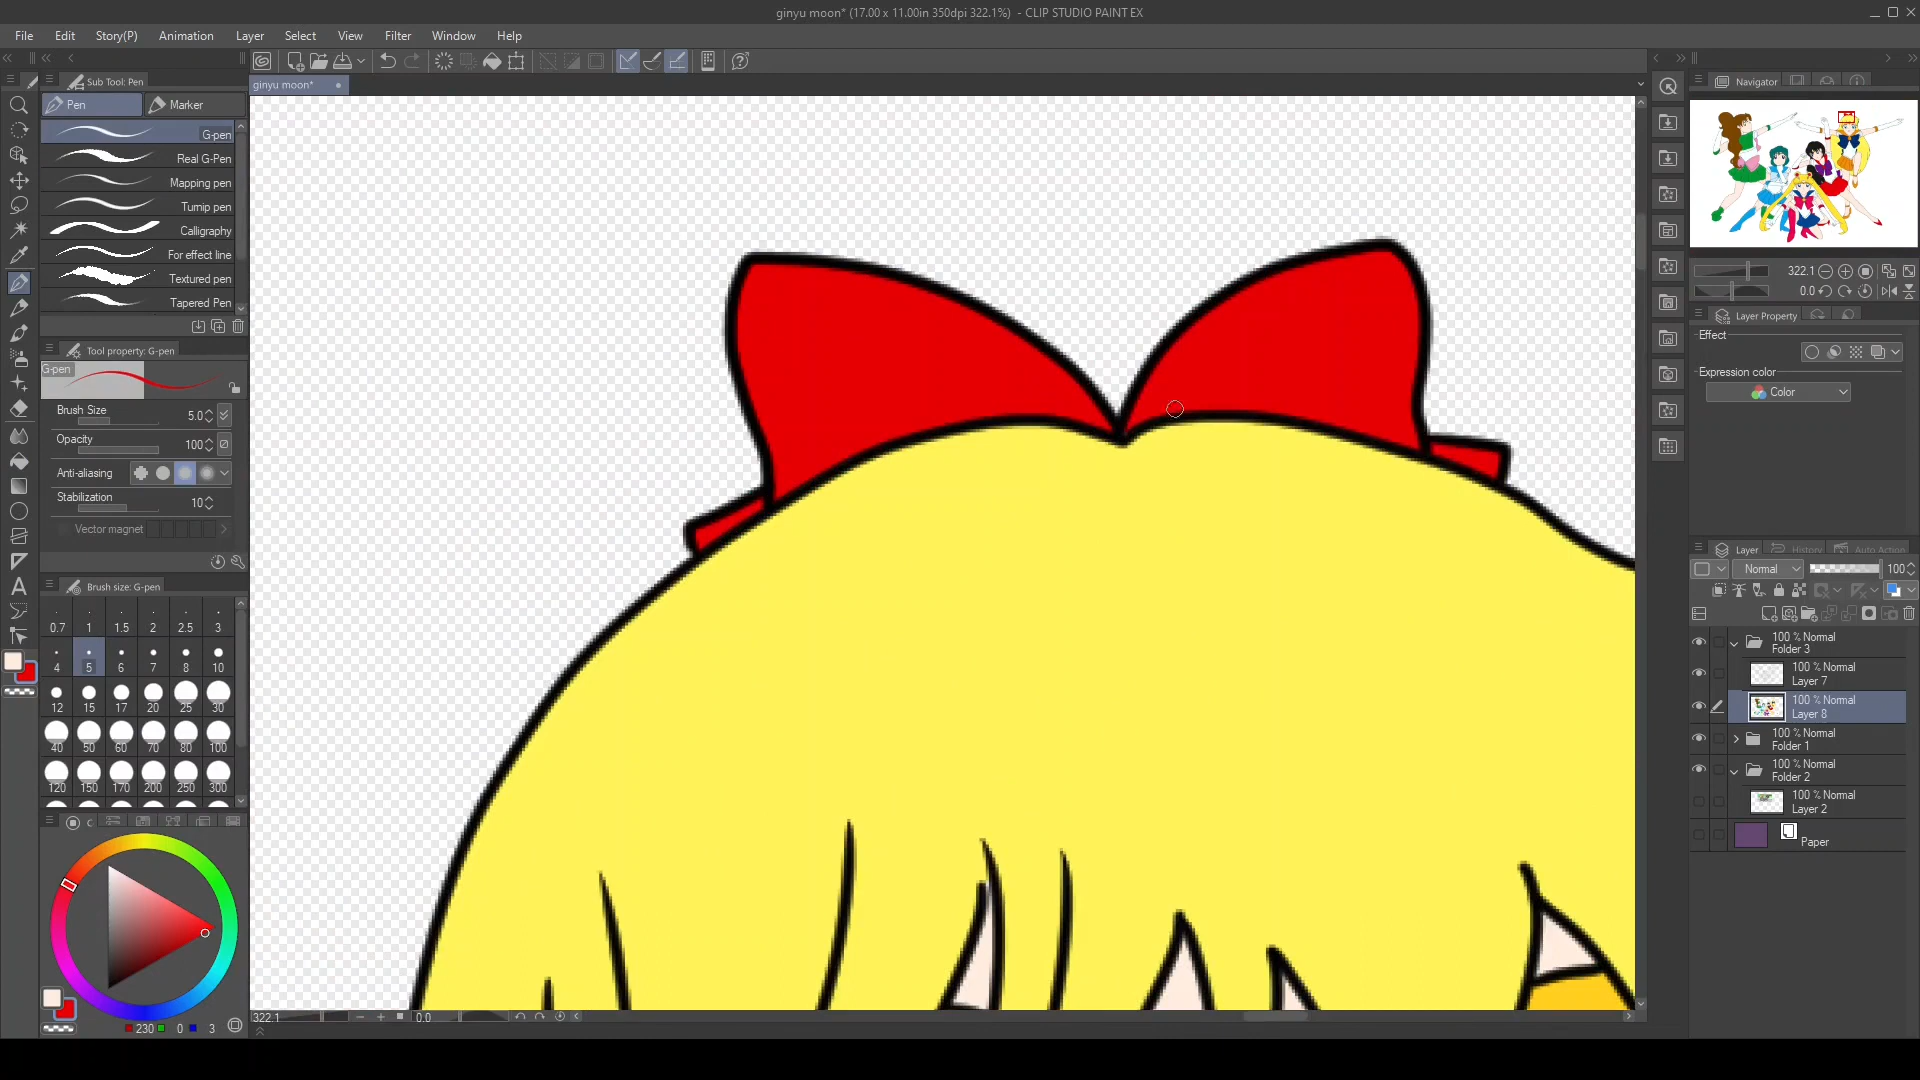 ginyu moon* (17.00 x 11.00in 350dpi 322.1%) - CLIP STUDIO PAINT EX
File Edit Story(P) Animation Layer Select View Filter Window Help
Sub Tool: Pen
ginyu moon*
Navigator
Pen Marker
G-pen
Real G-Pen
Mapping pen
Turnip pen
Calligraphy
For effect line
Textured pen
Tapered Pen
322.1
0.0
Layer Property
Effect
Expression color
Color
Tool property: G-pen
G-pen
Brush Size 5.0
Opacity 100
Anti-aliasing
Stabilization 10
Vector magnet
Brush size: G-pen
0.7 1 1.5 2 2.5 3
4 5 6 7 8 10
12 15 17 20 25 30
40 50 60 70 80 100
120 150 170 200 250 300
Layer History Auto Action
Normal 100
100 % Normal
Folder 3
100 % Normal
Layer 7
100 % Normal
Layer 8
100 % Normal
Folder 1
100 % Normal
Folder 2
100 % Normal
Layer 2
Paper
C
230 0 3
322.1 0.0